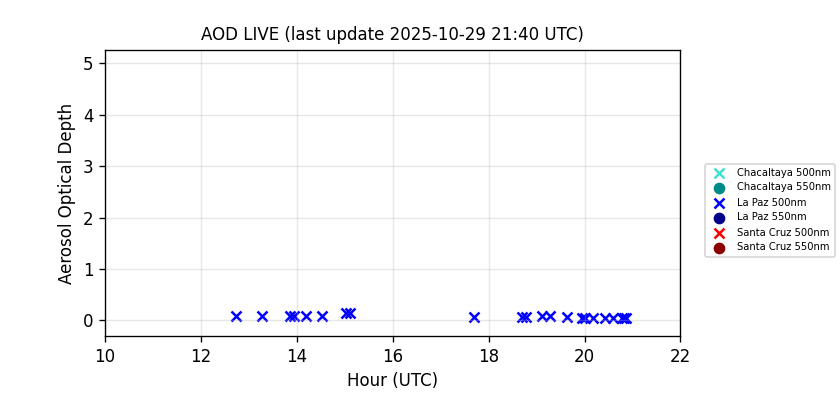 AOD LIVE (last update 2025-10-29 21:40 UTC)
Aerosol Optical Depth
5
4
3
2
1
0
10 12 14 16 18 20 22
Hour (UTC)
Chacaltaya 500nm
Chacaltaya 550nm
La Paz 500nm
La Paz 550nm
Santa Cruz 500nm
Santa Cruz 550nm